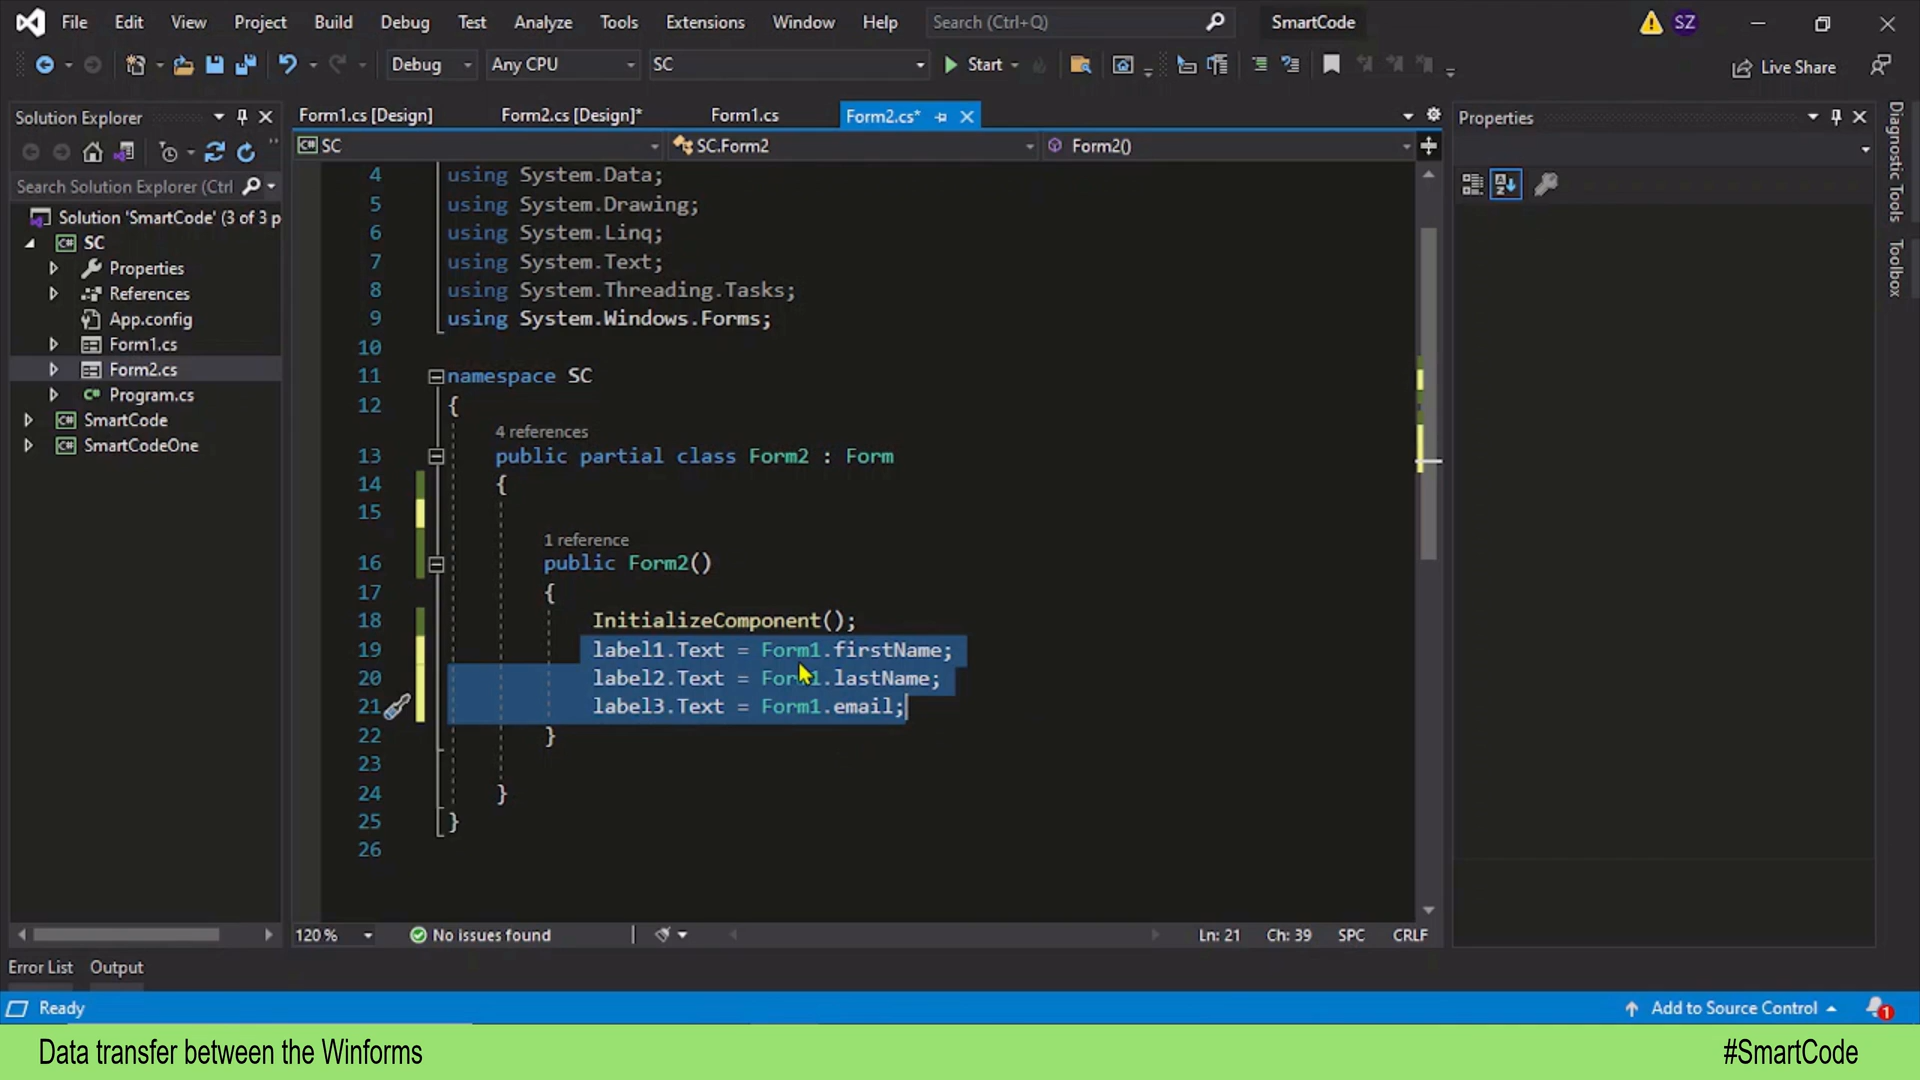 File Edit View Project Build Debug Test Analyze Tools Extensions Window Help Search (Ctrl+Q) SmartCode SZ
Debug Any CPU SC Start Live Share
Solution Explorer
Search Solution Explorer (Ctrl
Solution 'SmartCode' (3 of 3 p
SC
Properties
References
App.config
Form1.cs
Form2.cs
Program.cs
SmartCode
SmartCodeOne
Form1.cs [Design] Form2.cs [Design]* Form1.cs Form2.cs*
SC SC.Form2 Form2()
4 using System.Data;
5 using System.Drawing;
6 using System.Linq;
7 using System.Text;
8 using System.Threading.Tasks;
9 using System.Windows.Forms;
10
11 namespace SC
12 {
4 references
13 public partial class Form2 : Form
14 {
15
1 reference
16 public Form2()
17 {
18 InitializeComponent();
19 label1.Text = Form1.firstName;
20 label2.Text = Form1.lastName;
21 label3.Text = Form1.email;
22 }
23
24 }
25 }
26
120 % No issues found Ln: 21 Ch: 39 SPC CRLF
Properties
Diagnostic Tools
Toolbox
Error List Output
Ready Add to Source Control 1
Data transfer between the Winforms #SmartCode